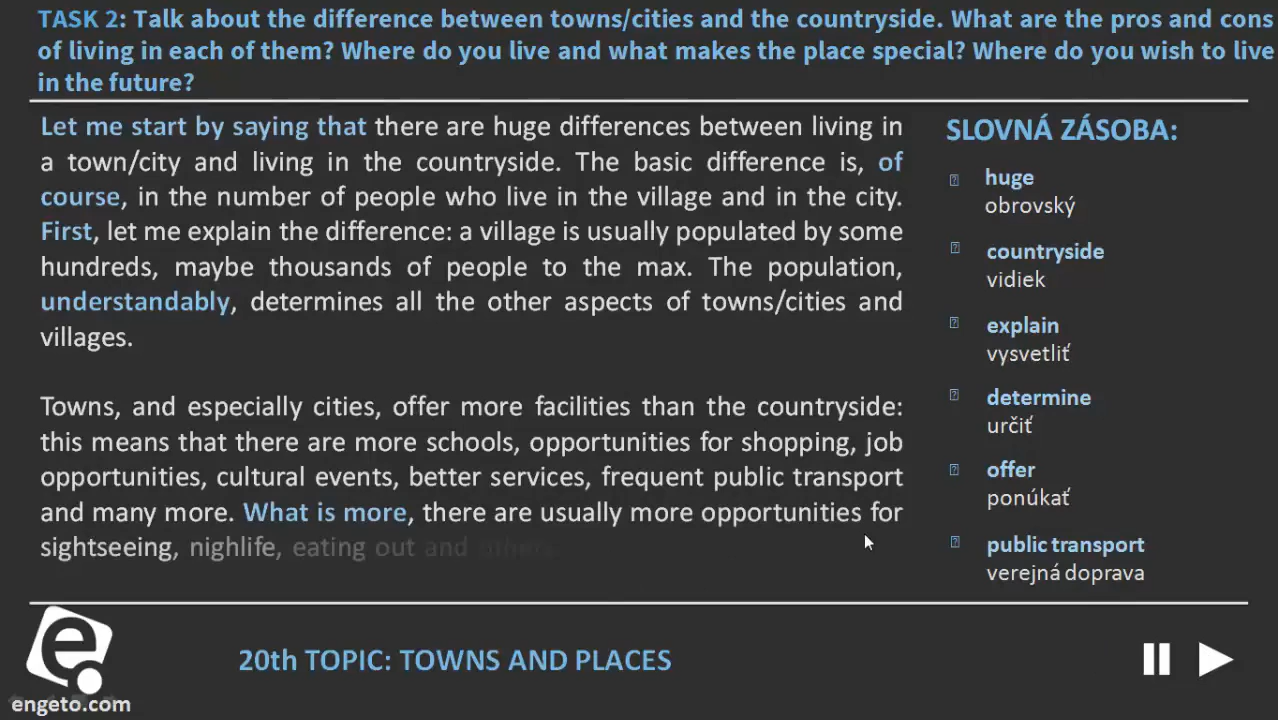 TASK 2: Talk about the difference between towns/cities and the countryside. What are the pros and cons
of living in each of them? Where do you live and what makes the place special? Where do you wish to live
in the future?
Let me start by saying that there are huge differences between living in
a town/city and living in the countryside. The basic difference is, of
course, in the number of people who live in the village and in the city.
First, let me explain the difference: a village is usually populated by some
hundreds, maybe thousands of people to the max. The population,
understandably, determines all the other aspects of towns/cities and
villages.
Towns, and especially cities, offer more facilities than the countryside:
this means that there are more schools, opportunities for shopping, job
opportunities, cultural events, better services, frequent public transport
and many more. What is more, there are usually more opportunities for
sightseeing, nighlife, eating out and others.
SLOVNÁ ZÁSOBA:
huge
obrovský
countryside
vidiek
explain
vysvetliť
determine
určiť
offer
ponúkať
public transport
verejná doprava
e
engeto.com
20th TOPIC: TOWNS AND PLACES